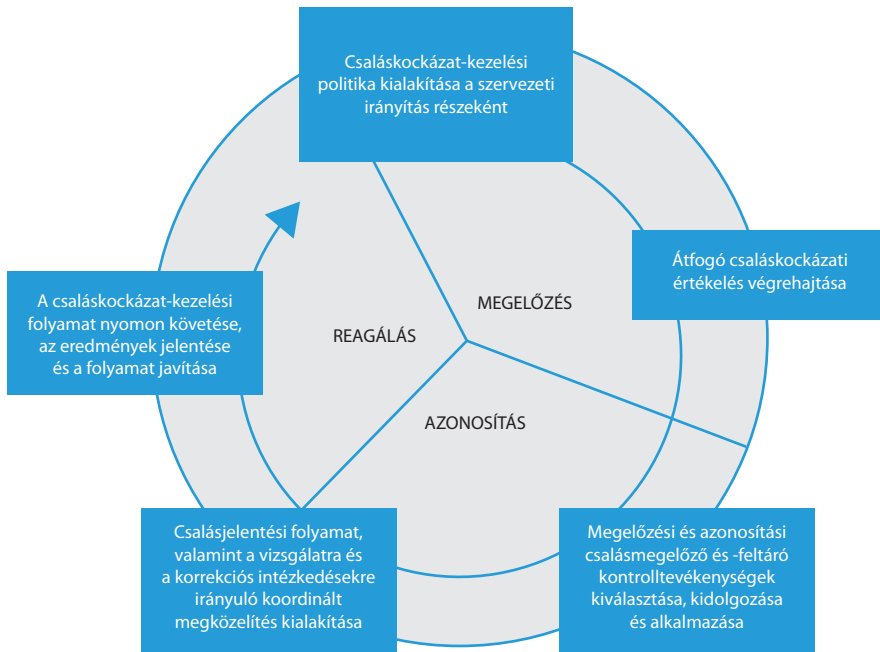 Csaláskockázat-kezelési
politika kialakítása a szervezeti
irányítás részeként
Átfogó csaláskockázati
értékelés végrehajtása
MEGELŐZÉS
REAGÁLÁS
AZONOSÍTÁS
A csaláskockázat-kezelési
folyamat nyomon követése,
az eredmények jelentése
és a folyamat javítása
Csalásjelentési folyamat,
valamint a vizsgálatra és
a korrekciós intézkedésekre
irányuló koordinált
megközelítés kialakítása
Megelőzési és azonosítási
csalásmegelőző és -feltáró
kontrolltevékenységek
kiválasztása, kidolgozása
és alkalmazása